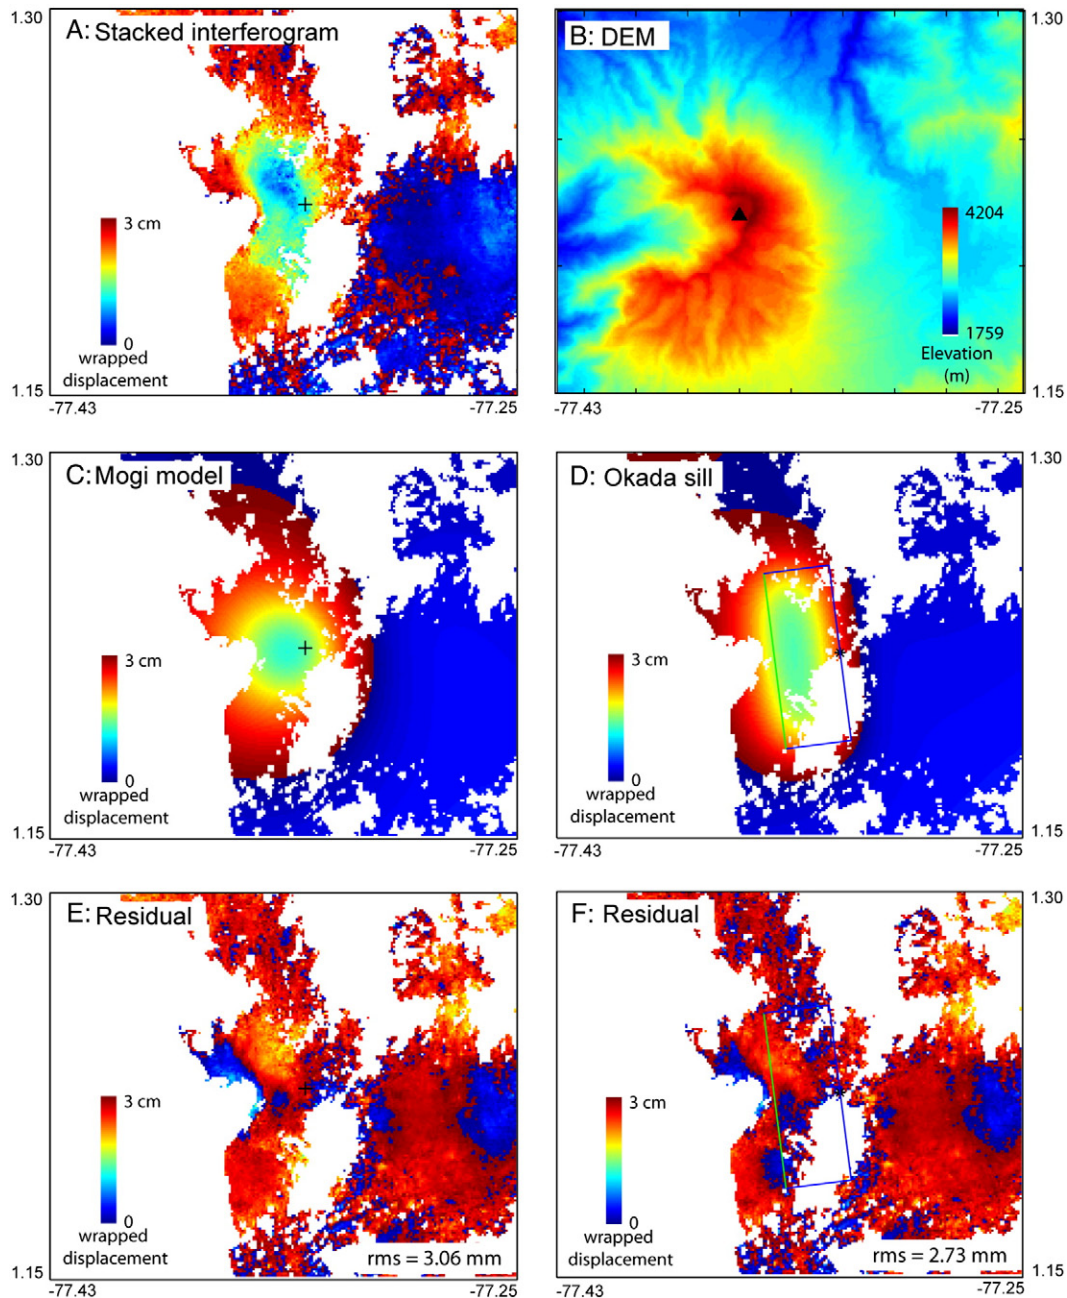 A: Stacked interferogram
1.30
3 cm
0
wrapped
displacement
1.15
-77.43
-77.25
B: DEM
1.30
4204
1759
Elevation
(m)
1.15
-77.43
-77.25
C: Mogi model
1.30
3 cm
0
wrapped
displacement
1.15
-77.43
-77.25
D: Okada sill
1.30
3 cm
0
wrapped
displacement
1.15
-77.43
-77.25
E: Residual
1.30
3 cm
0
wrapped
displacement
rms = 3.06 mm
1.15
-77.43
-77.25
F: Residual
1.30
3 cm
0
wrapped
displacement
rms = 2.73 mm
1.15
-77.43
-77.25